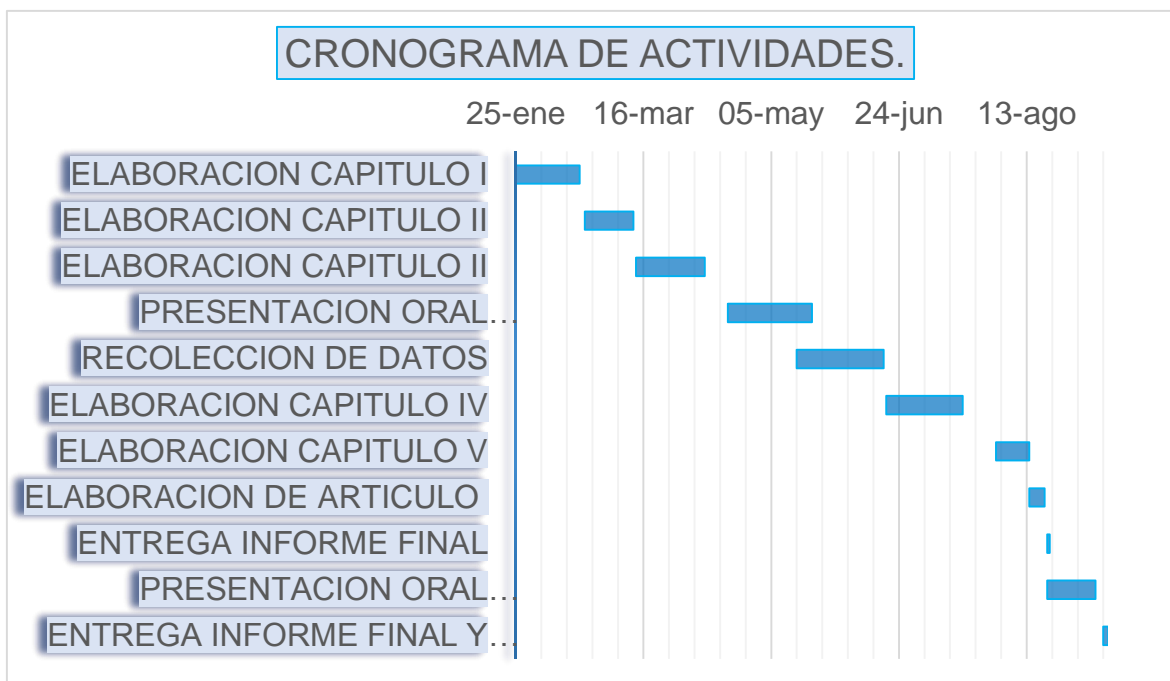 CRONOGRAMA DE ACTIVIDADES.
25-ene 16-mar 05-may 24-jun 13-ago
ELABORACION CAPITULO I
ELABORACION CAPITULO II
ELABORACION CAPITULO II
PRESENTACION ORAL…
RECOLECCION DE DATOS
ELABORACION CAPITULO IV
ELABORACION CAPITULO V
ELABORACION DE ARTICULO
ENTREGA INFORME FINAL
PRESENTACION ORAL…
ENTREGA INFORME FINAL Y…